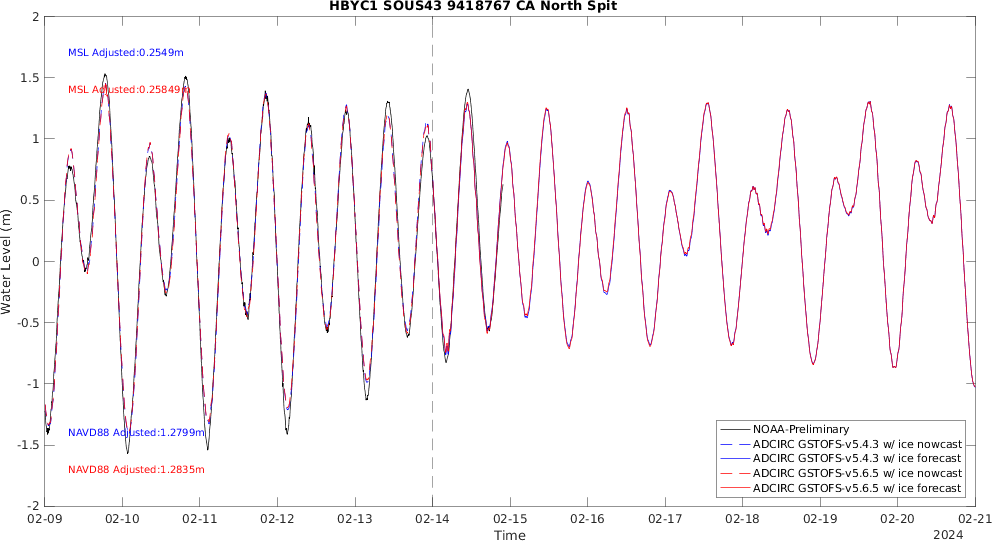 HBYC1 SOUS43 9418767 CA North Spit
MSL Adjusted:0.2549m
MSL Adjusted:0.25849m
NAVD88 Adjusted:1.2799m
NAVD88 Adjusted:1.2835m
2
1.5
1
0.5
0
-0.5
-1
-1.5
-2
Water Level (m)
NOAA-Preliminary
ADCIRC GSTOFS-v5.4.3 w/ ice nowcast
ADCIRC GSTOFS-v5.4.3 w/ ice forecast
ADCIRC GSTOFS-v5.6.5 w/ ice nowcast
ADCIRC GSTOFS-v5.6.5 w/ ice forecast
02-09 02-10 02-11 02-12 02-13 02-14 02-15 02-16 02-17 02-18 02-19 02-20 02-21
Time
2024